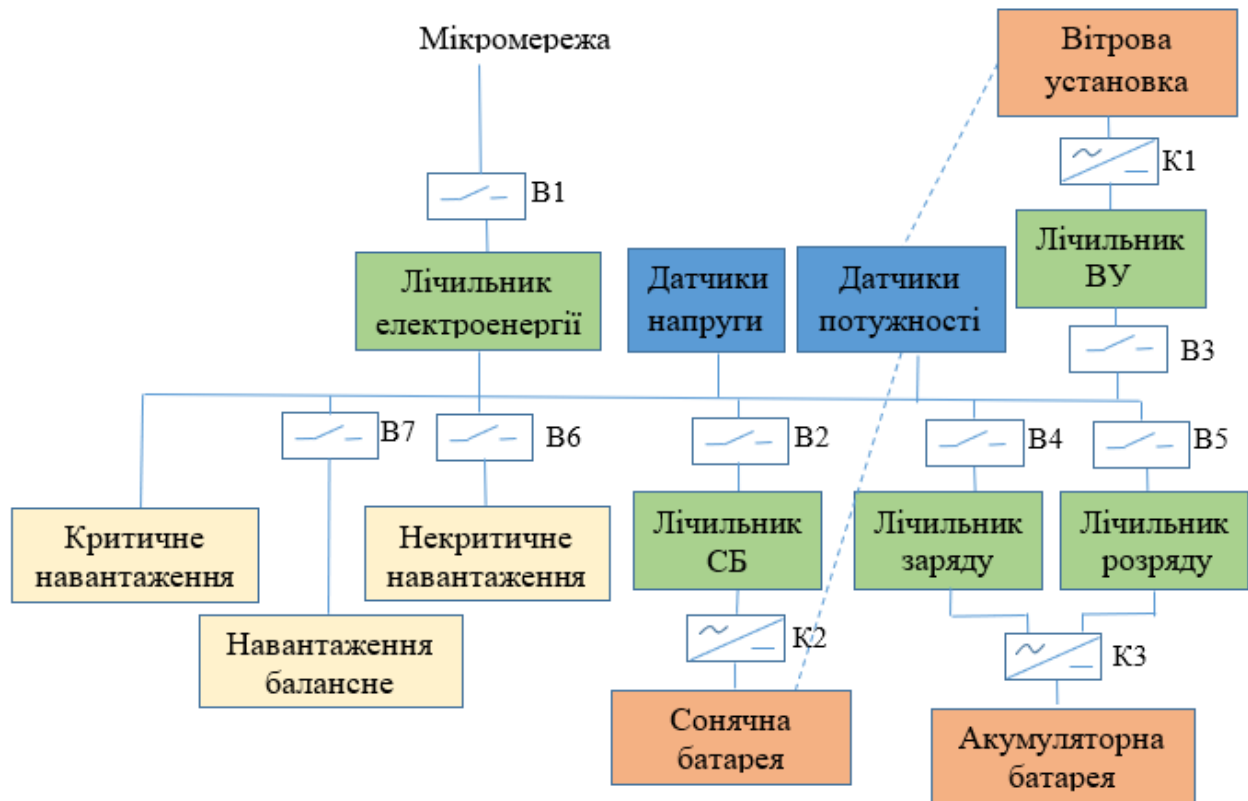 Мікромережа
Вітрова
установка
К1
В1
Лічильник
ВУ
Лічильник
електроенергії
Датчики
напруги
Датчики
потужності
В3
В7
В6
В2
В4
В5
Критичне
навантаження
Некритичне
навантаження
Лічильник
СБ
Лічильник
заряду
Лічильник
розряду
Навантаження
балансне
К2
К3
Сонячна
батарея
Акумуляторна
батарея